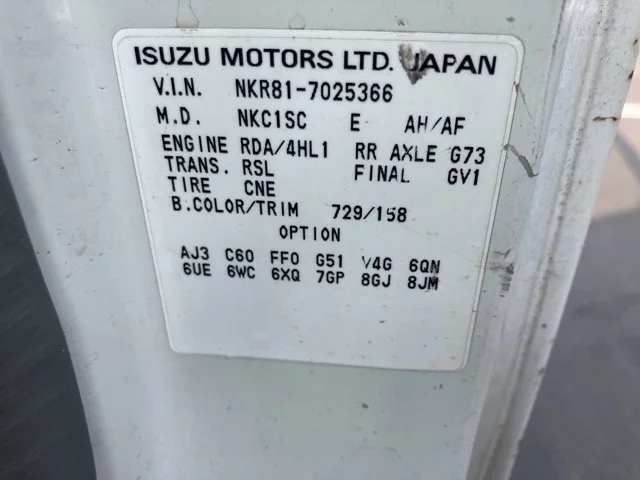 ISUZU MOTORS LTD. JAPAN
V.I.N. NKR81-7025366
M.D. NKC1SC E AH/AF
ENGINE RDA/4HL1 RR AXLE G73
TRANS. RSL FINAL GV1
TIRE CNE
B.COLOR/TRIM 729/158
OPTION
AJ3 C60 FF0 G51 V4G 6QN
6UE 6WC 6XQ 7GP 8GJ 8JM